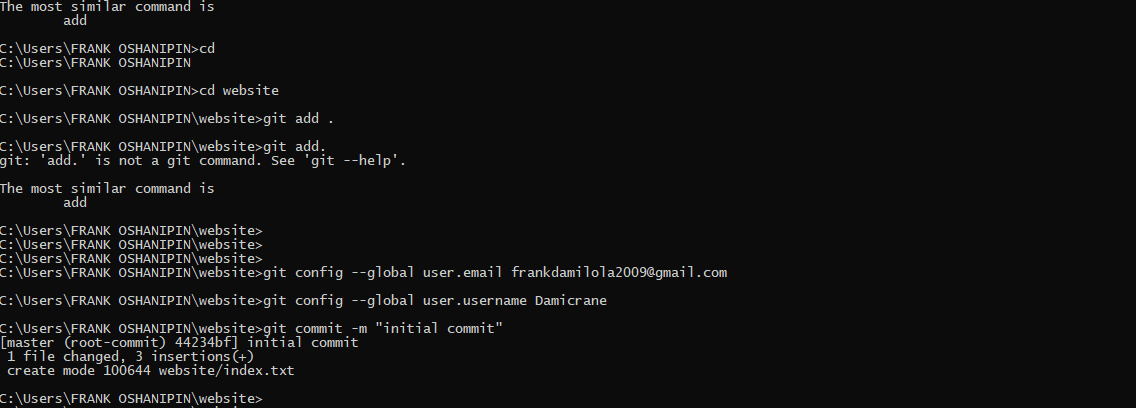 The most similar command is
        add
C:\Users\FRANK OSHANIPIN>cd
C:\Users\FRANK OSHANIPIN
C:\Users\FRANK OSHANIPIN>cd website
C:\Users\FRANK OSHANIPIN\website>git add .
C:\Users\FRANK OSHANIPIN\website>git add.
git: 'add.' is not a git command. See 'git --help'.
The most similar command is
        add
C:\Users\FRANK OSHANIPIN\website>
C:\Users\FRANK OSHANIPIN\website>
C:\Users\FRANK OSHANIPIN\website>
C:\Users\FRANK OSHANIPIN\website>git config --global user.email frankdamilola2009@gmail.com
C:\Users\FRANK OSHANIPIN\website>git config --global user.username Damicrane
C:\Users\FRANK OSHANIPIN\website>git commit -m "initial commit"
[master (root-commit) 44234bf] initial commit
 1 file changed, 3 insertions(+)
 create mode 100644 website/index.txt
C:\Users\FRANK OSHANIPIN\website>